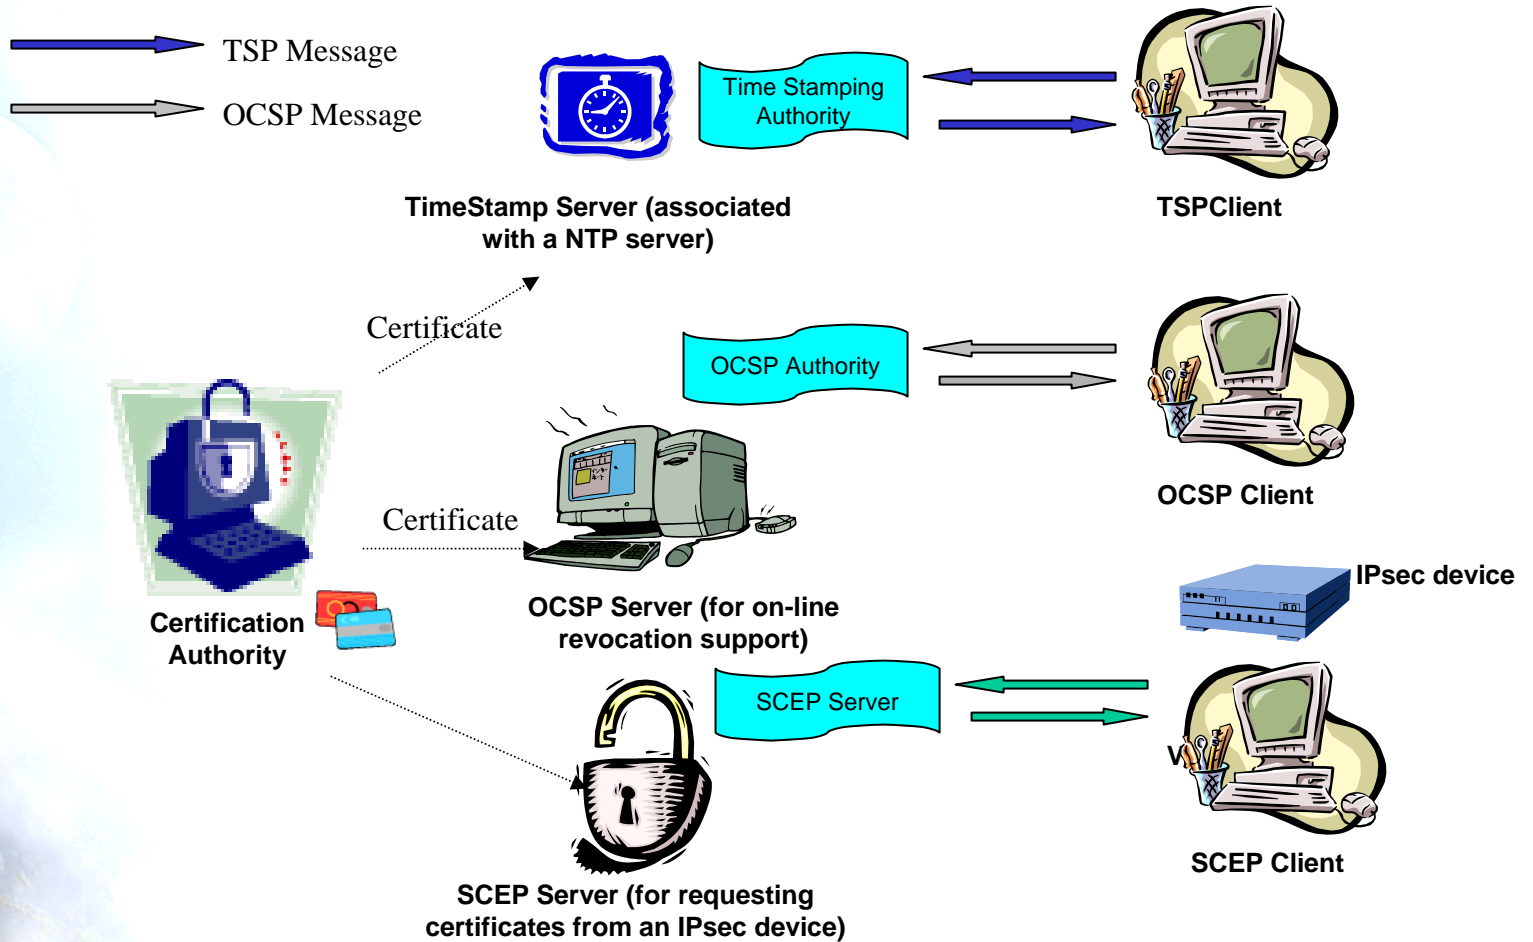 TSP Message
OCSP Message
Time Stamping
Authority
TimeStamp Server (associated
with a NTP server)
TSPClient
Certificate
OCSP Authority
OCSP Client
Certificate
Certification
Authority
OCSP Server (for on-line
revocation support)
IPsec device
SCEP Server
V
SCEP Client
SCEP Server (for requesting
certificates from an IPsec device)